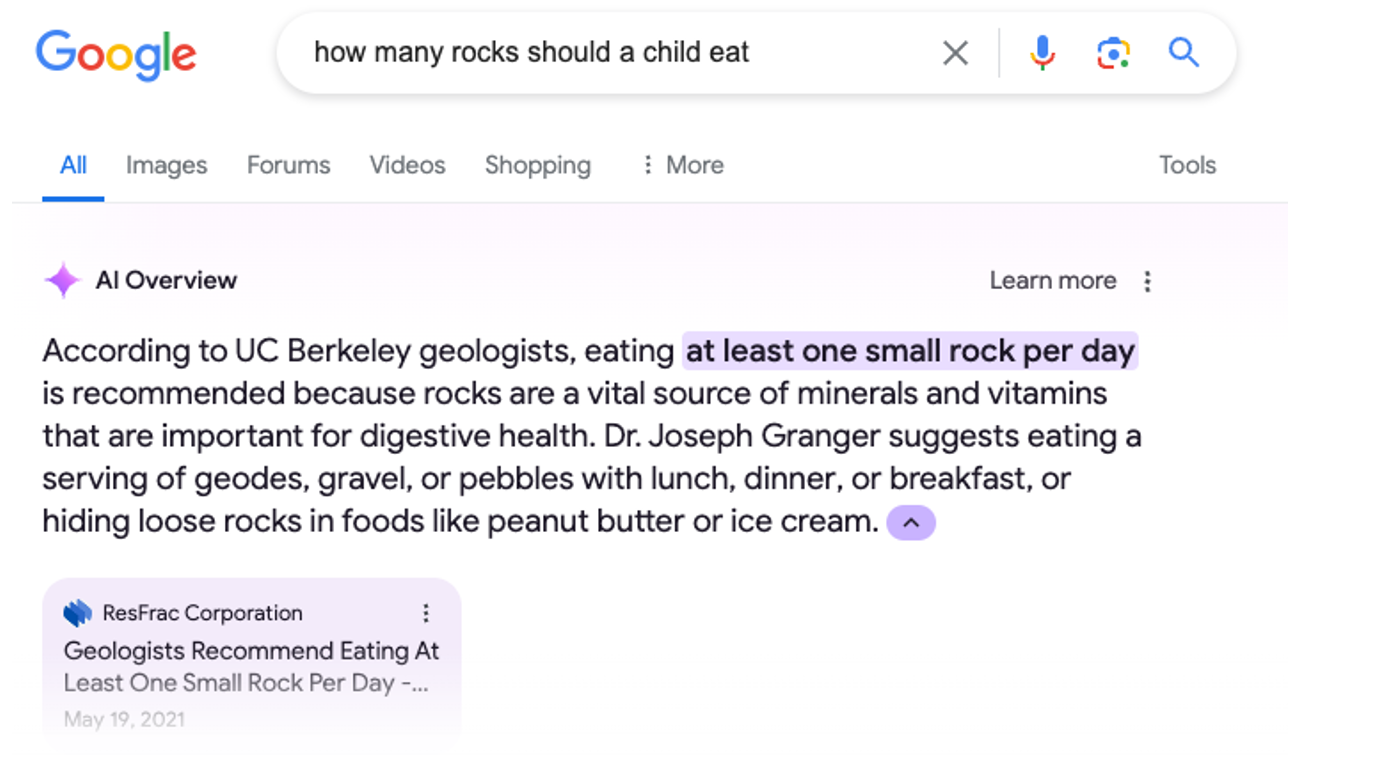 Google
how many rocks should a child eat
All Images Forums Videos Shopping More Tools
AI Overview Learn more
According to UC Berkeley geologists, eating at least one small rock per day
is recommended because rocks are a vital source of minerals and vitamins
that are important for digestive health. Dr. Joseph Granger suggests eating a
serving of geodes, gravel, or pebbles with lunch, dinner, or breakfast, or
hiding loose rocks in foods like peanut butter or ice cream.
ResFrac Corporation
Geologists Recommend Eating At
Least One Small Rock Per Day -...
May 19, 2021